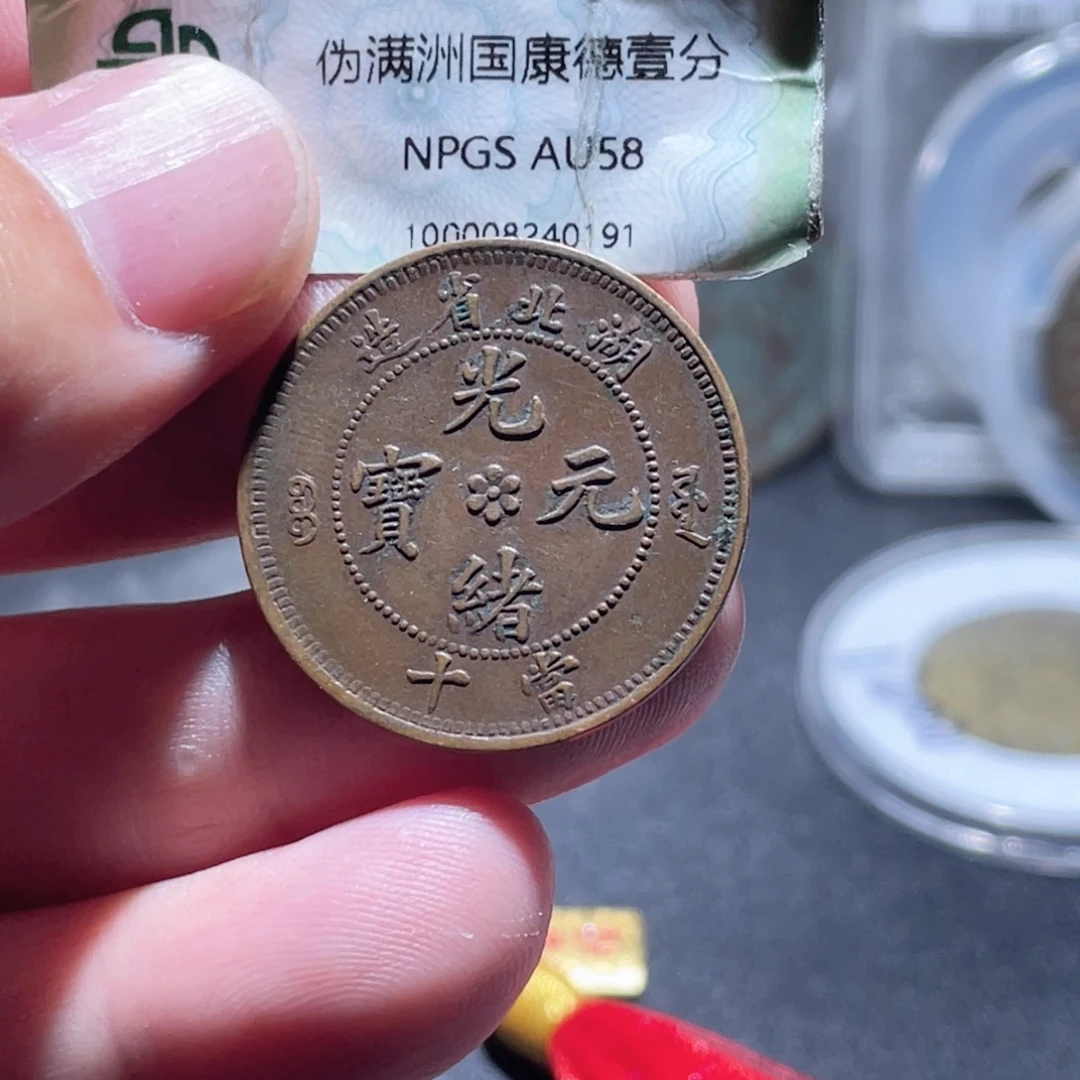 伪满洲国康德壹分
NPGS AU58
100008240191
湖北省造
光緒元寶
當十